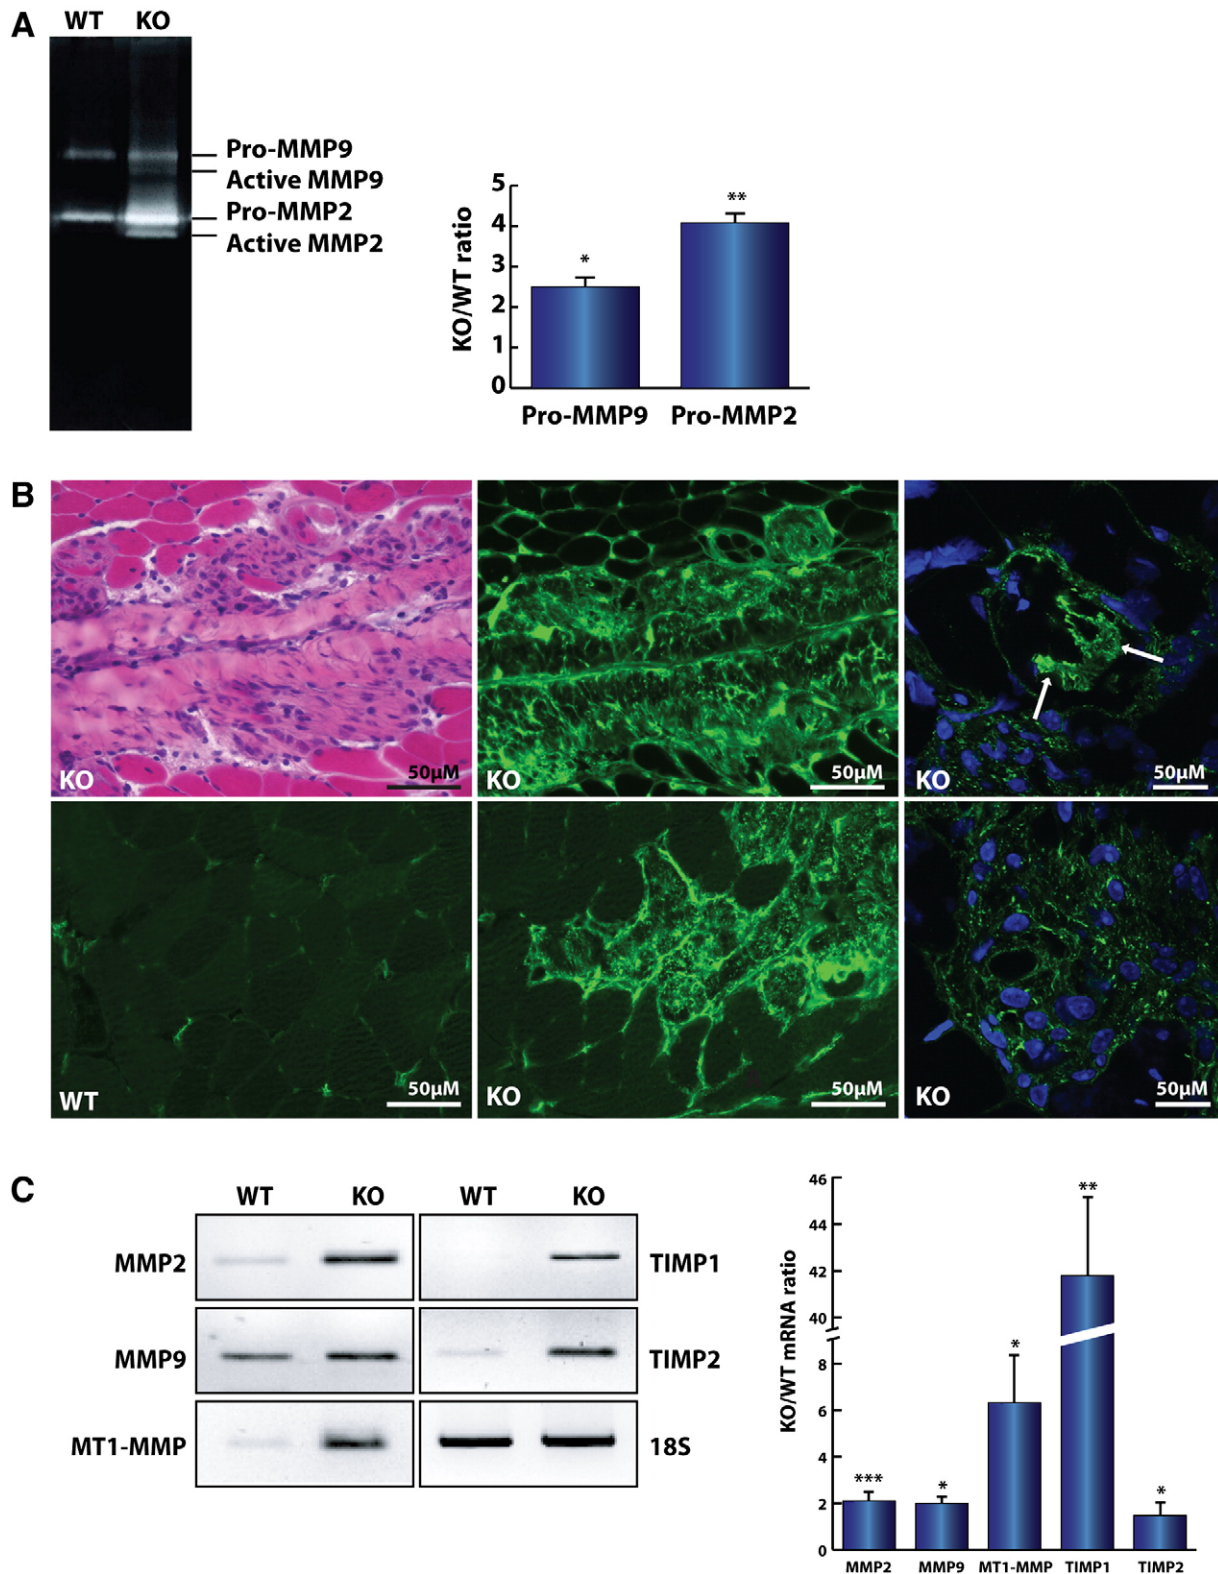 A
WT KO
Pro-MMP9
Active MMP9
Pro-MMP2
Active MMP2
KO/WT ratio
5
4
3
2
1
0
*
**
Pro-MMP9 Pro-MMP2
B
KO 50µM
KO 50µM
KO 50µM
WT 50µM
KO 50µM
KO 50µM
C
WT KO WT KO
MMP2 TIMP1
MMP9 TIMP2
MT1-MMP 18S
KO/WT mRNA ratio
46
44
42
40
8
6
4
2
0
***
*
*
**
*
MMP2 MMP9 MT1-MMP TIMP1 TIMP2